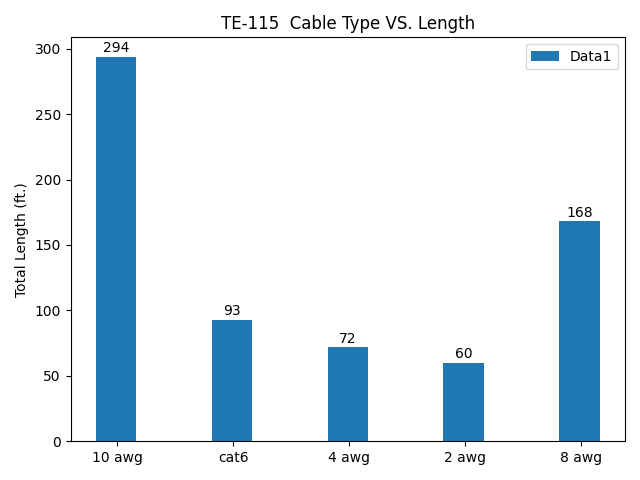 TE-115  Cable Type VS. Length
Data1
Total Length (ft.)
300
250
200
150
100
50
0
294
93
72
60
168
10 awg
cat6
4 awg
2 awg
8 awg